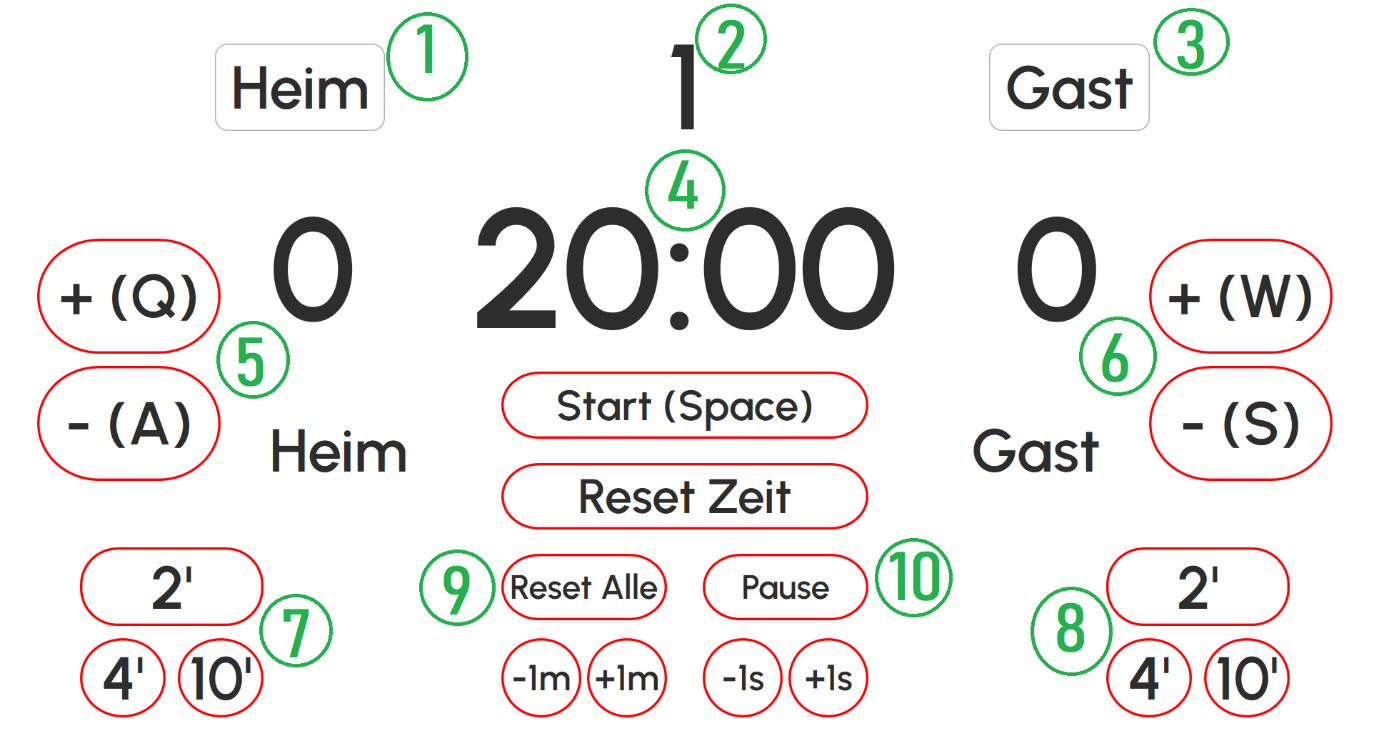 Heim 1
1 2
Gast 3
4
0
20:00
0
+ (Q)
- (A)
5
+ (W)
- (S)
6
Heim
Start (Space)
Gast
Reset Zeit
2'
4' 10'
7
9 Reset Alle
Pause 10
-1m +1m -1s +1s
8
2'
4' 10'